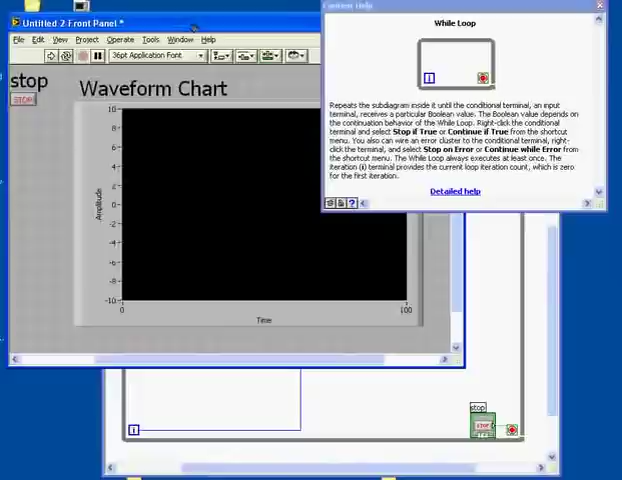 Untitled 2 Front Panel *
File Edit View Project Operate Tools Window Help
36pt Application Font
stop
STOP
Waveform Chart
10
8
6
4
2
0
-2
-4
-6
-8
-10
Amplitude
0
100
Time
Context Help
While Loop
i
Repeats the subdiagram inside it until the conditional terminal, an input
terminal, receives a particular Boolean value. The Boolean value depends on
the continuation behavior of the While Loop. Right-click the conditional
terminal and select Stop if True or Continue if True from the shortcut
menu. You also can wire an error cluster to the conditional terminal, right-
click the terminal, and select Stop on Error or Continue while Error from
the shortcut menu. The While Loop always executes at least once. The
iteration (i) terminal provides the current loop iteration count, which is zero
for the first iteration.
Detailed help
?
i
stop
STOP